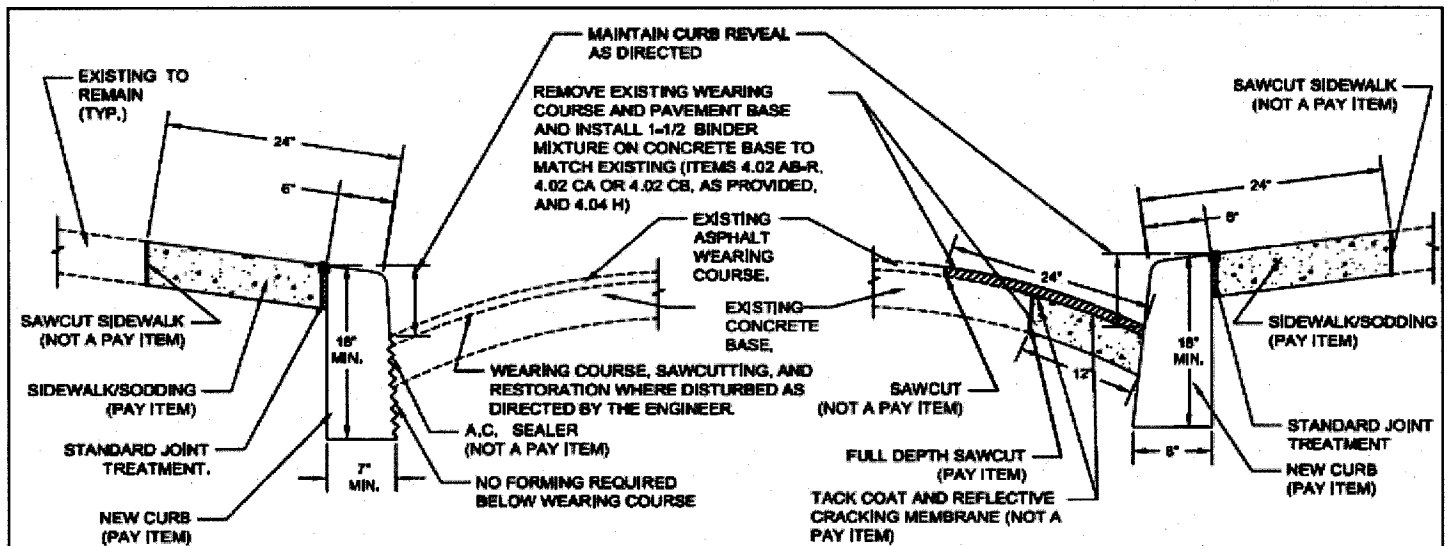 MAINTAIN CURB REVEAL
AS DIRECTED
EXISTING TO
REMAIN
(TYP.)
REMOVE EXISTING WEARING
COURSE AND PAVEMENT BASE
AND INSTALL 1-1/2 BINDER
MIXTURE ON CONCRETE BASE TO
MATCH EXISTING (ITEMS 4.02 AB-R,
4.02 CA OR 4.02 CB, AS PROVIDED,
AND 4.04 H)
SAWCUT SIDEWALK
(NOT A PAY ITEM)
24"
6"
EXISTING
ASPHALT
WEARING
COURSE.
24"
24"
6"
SAWCUT SIDEWALK
(NOT A PAY ITEM)
18"
MIN.
EXISTING
CONCRETE
BASE,
18"
MIN.
SIDEWALK/SODDING
(PAY ITEM)
WEARING COURSE, SAWCUTTING, AND
RESTORATION WHERE DISTURBED AS
DIRECTED BY THE ENGINEER.
12"
SAWCUT
(NOT A PAY ITEM)
SIDEWALK/SODDING
(PAY ITEM)
A.C. SEALER
(NOT A PAY ITEM)
STANDARD JOINT
TREATMENT
STANDARD JOINT
TREATMENT.
7"
MIN.
NO FORMING REQUIRED
BELOW WEARING COURSE
FULL DEPTH SAWCUT
(PAY ITEM)
8"
NEW CURB
(PAY ITEM)
TACK COAT AND REFLECTIVE
CRACKING MEMBRANE (NOT A
PAY ITEM)
NEW CURB
(PAY ITEM)